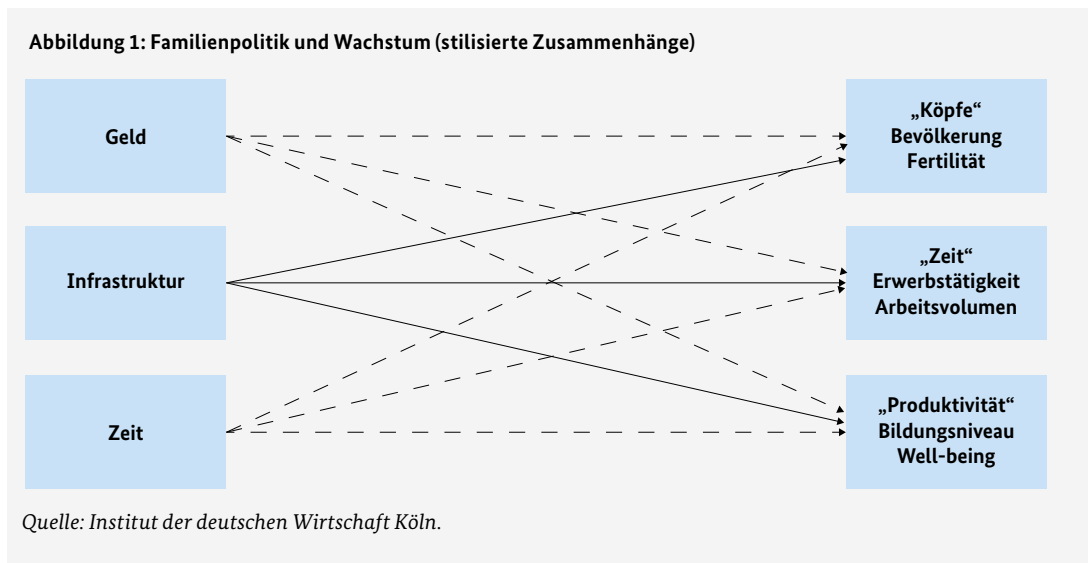 Abbildung 1: Familienpolitik und Wachstum (stilisierte Zusammenhänge)
Geld
Infrastruktur
Zeit
„Köpfe“
Bevölkerung
Fertilität
„Zeit“
Erwerbstätigkeit
Arbeitsvolumen
„Produktivität“
Bildungsniveau
Well-being
Quelle: Institut der deutschen Wirtschaft Köln.